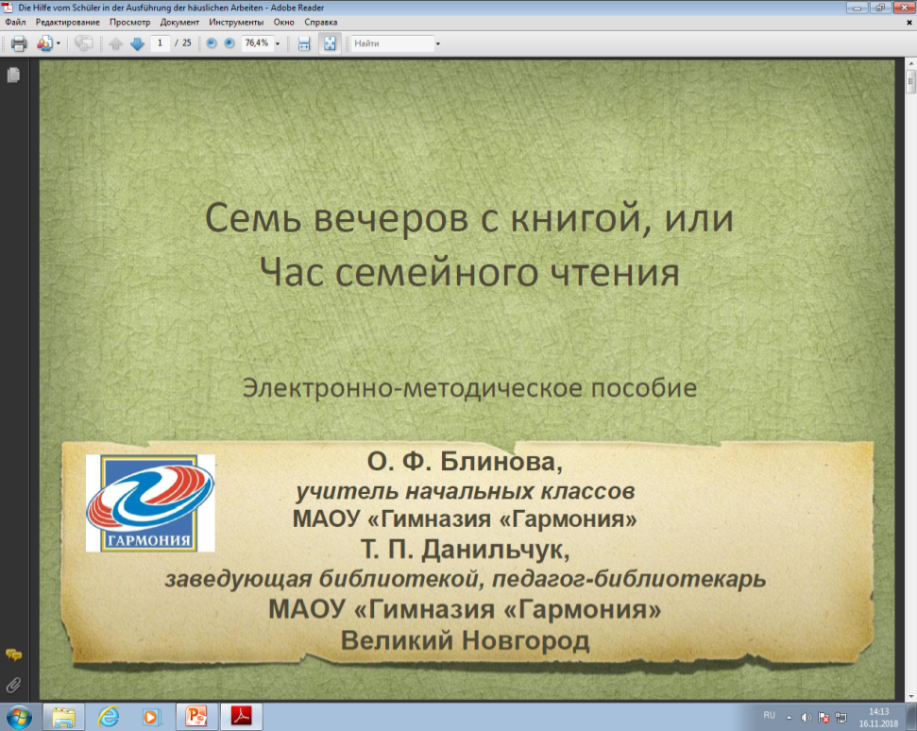 Die Hilfe vom Schüler in der Ausführung der häuslichen Arbeiten - Adobe Reader
Файл Редактирование Просмотр Документ Инструменты Окно Справка
1 / 25 76,4% Найти
Семь вечеров с книгой, или
Час семейного чтения
Электронно-методическое пособие
О. Ф. Блинова,
учитель начальных классов
МАОУ «Гимназия «Гармония»
Т. П. Данильчук,
заведующая библиотекой, педагог-библиотекарь
МАОУ «Гимназия «Гармония»
Великий Новгород
ГАРМОНИЯ
RU
14:13
16.11.2018